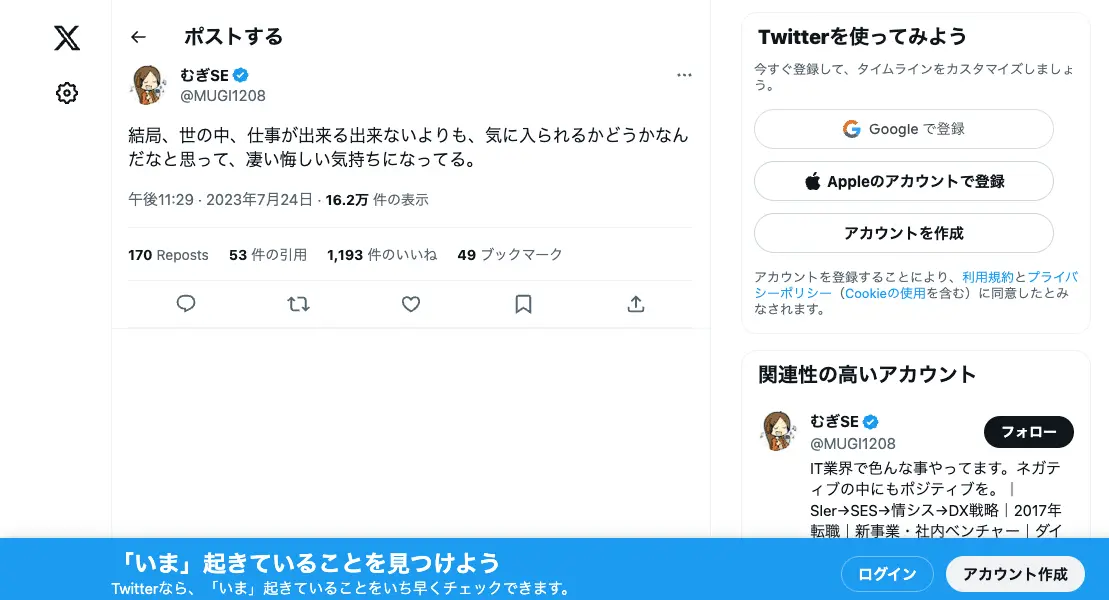 ポストする
むぎSE
@MUGI1208
結局、世の中、仕事が出来る出来ないよりも、気に入られるかどうかなん
だなと思って、凄い悔しい気持ちになってる。
午後11:29 · 2023年7月24日 · 16.2万 件の表示
170 Reposts 53 件の引用 1,193 件のいいね 49 ブックマーク
Twitterを使ってみよう
今すぐ登録して、タイムラインをカスタマイズしましょ
う。
Google で登録
Appleのアカウントで登録
アカウントを作成
アカウントを登録することにより、利用規約とプライバ
シーポリシー（Cookieの使用を含む）に同意したとみ
なされます。
関連性の高いアカウント
むぎSE
@MUGI1208
フォロー
IT業界で色んな事やってます。ネガテ
ィブの中にもポジティブを。｜
SIer→SES→情シス→DX戦略｜2017年
転職｜新事業・社内ベンチャー｜ダイ
「いま」起きていることを見つけよう
Twitterなら、「いま」起きていることをいち早くチェックできます。
ログイン
アカウント作成